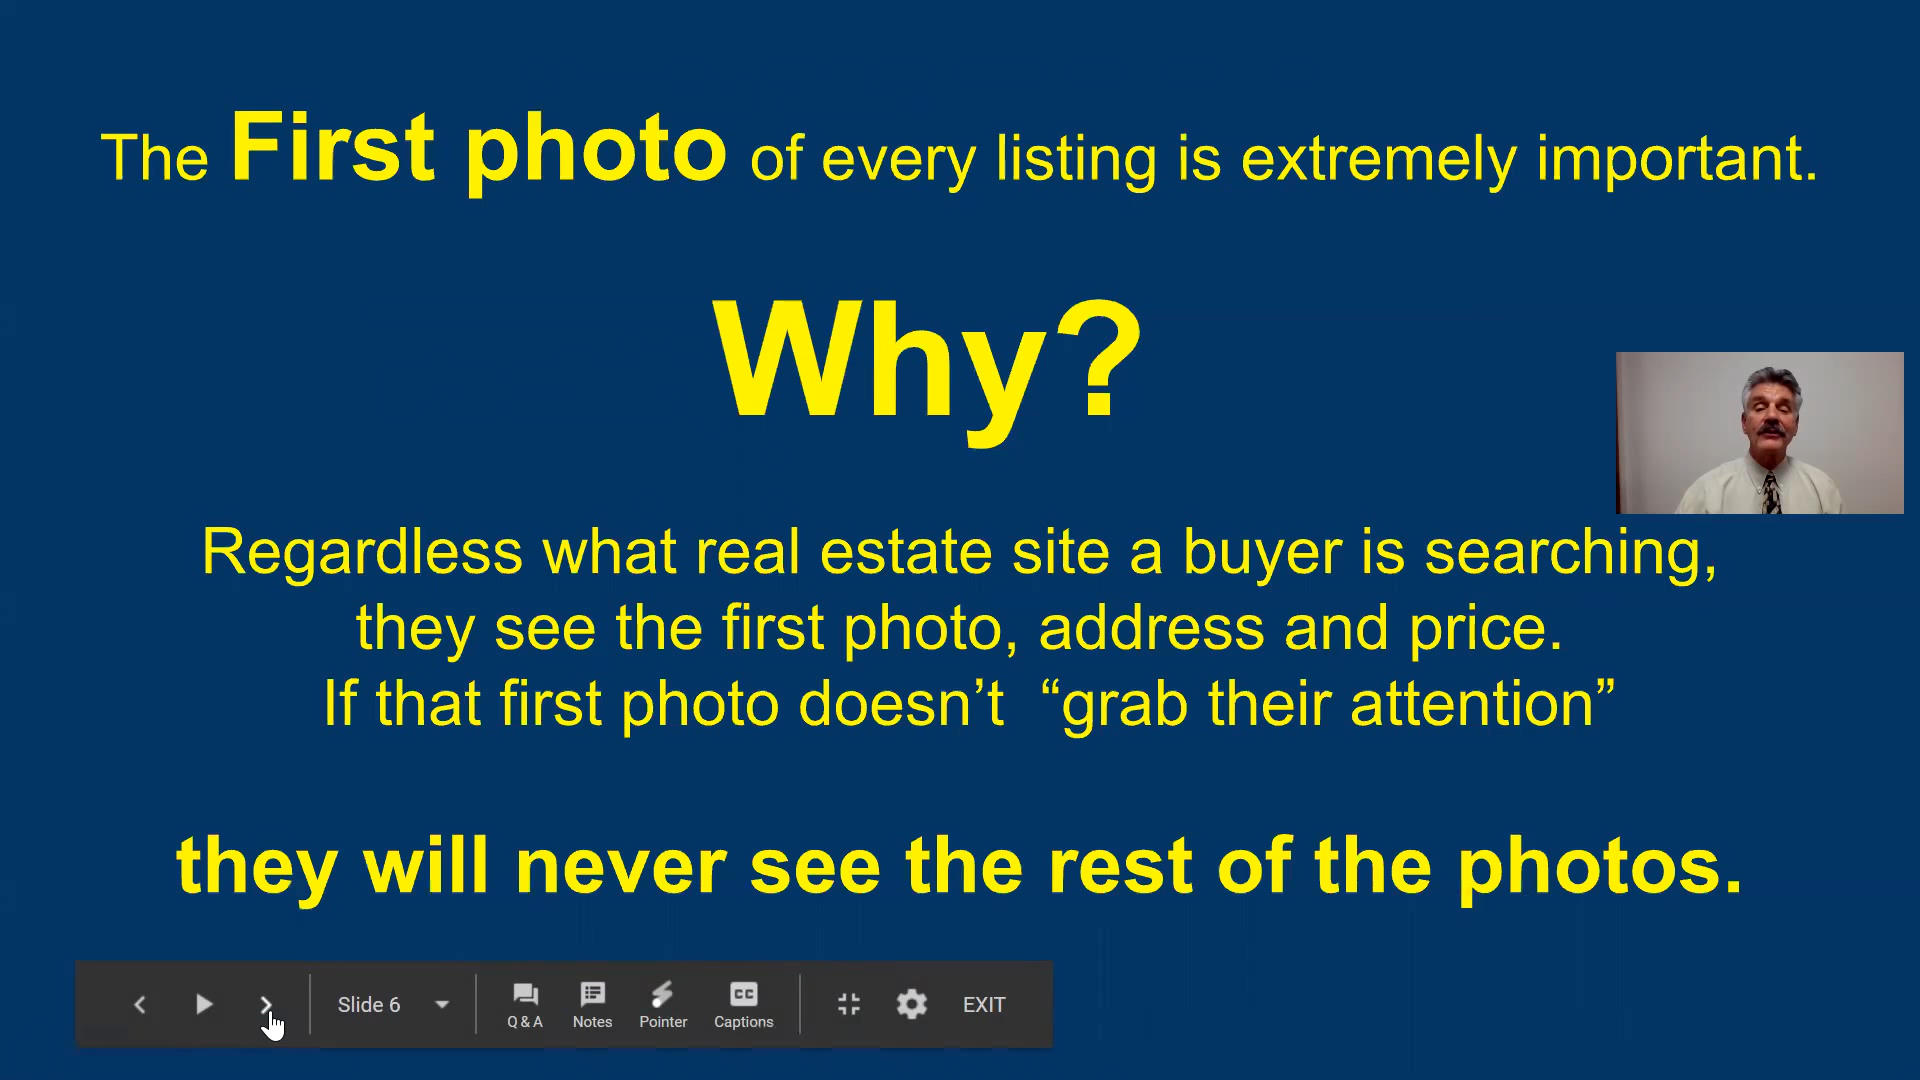 The First photo of every listing is extremely important.
Why?
Regardless what real estate site a buyer is searching,
they see the first photo, address and price.
If that first photo doesn’t  “grab their attention”
they will never see the rest of the photos.
Slide 6
Q & A
Notes
Pointer
CC
Captions
EXIT